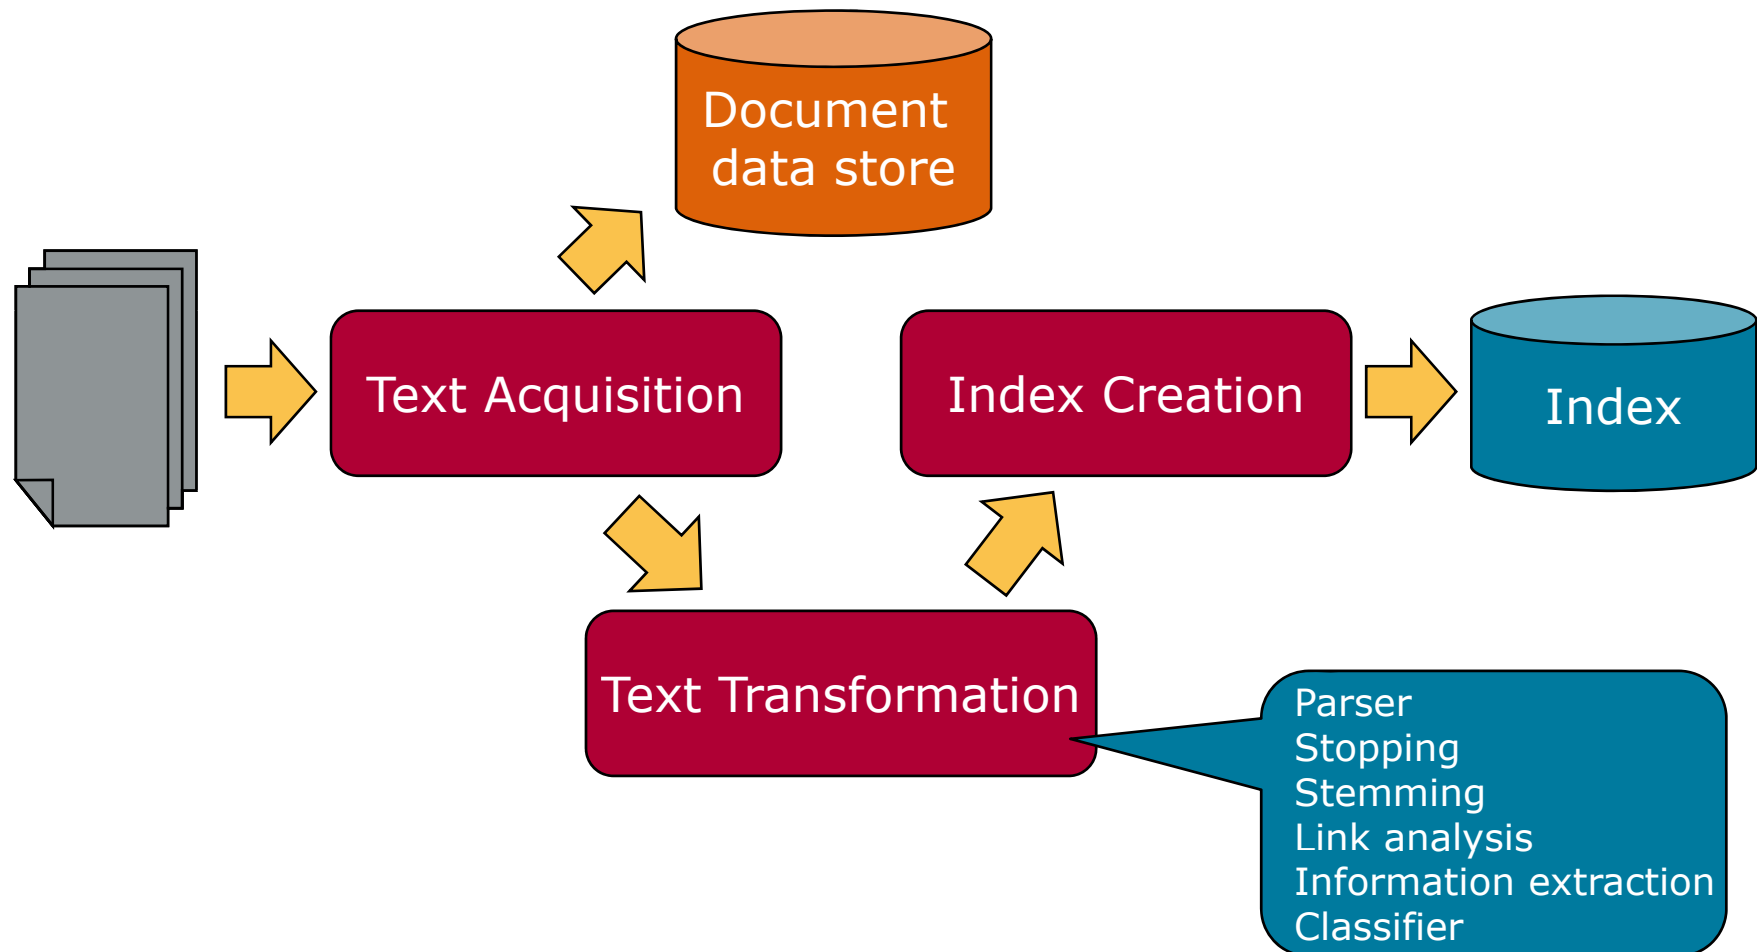 Document
data store
Text Acquisition
Index Creation
Index
Text Transformation
Parser
Stopping
Stemming
Link analysis
Information extraction
Classifier